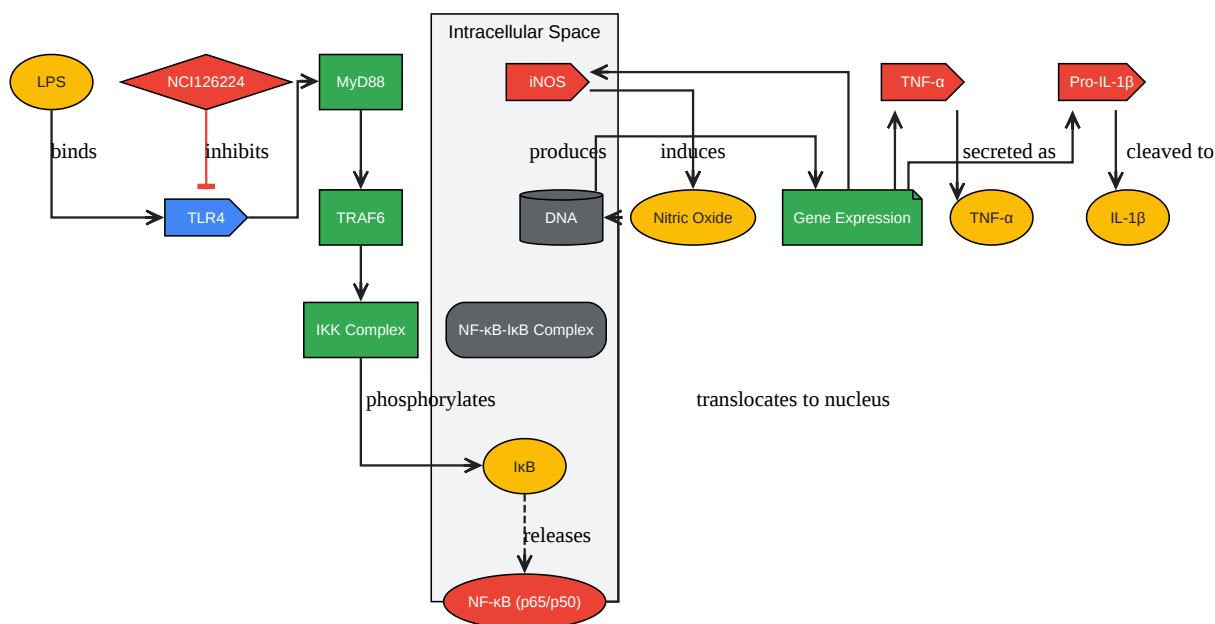 Intracellular Space
LPS
NCI126224
MyD88
iNOS
TNF-α
Pro-IL-1β
binds
inhibits
produces
induces
secreted as
cleaved to
TLR4
TRAF6
DNA
Nitric Oxide
Gene Expression
TNF-α
IL-1β
IKK Complex
NF-κB-IκB Complex
phosphorylates
translocates to nucleus
IκB
releases
NF-κB (p65/p50)